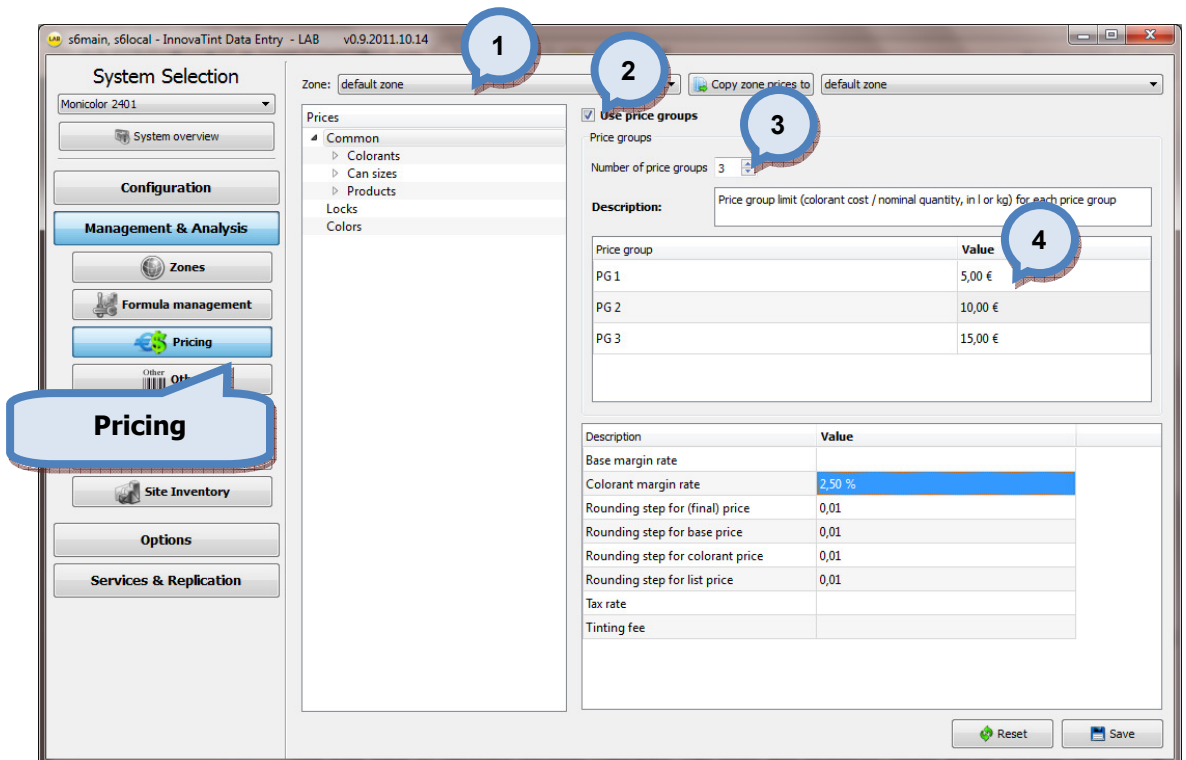 s6main, s6local - InnovaTint Data Entry - LAB v0.9.2011.10.14
1
System Selection
Monicolor 2401
System overview
Configuration
Management & Analysis
Zones
Formula management
Pricing
Other
Pricing
Site Inventory
Options
Services & Replication
Zone: default zone
2
Copy zone prices to default zone
Prices
Common
Colorants
Can sizes
Products
Locks
Colors
Use price groups
3
Price groups
Number of price groups 3
Description: Price group limit (colorant cost / nominal quantity, in l or kg) for each price group
4
Price group Value
PG 1 5,00 €
PG 2 10,00 €
PG 3 15,00 €
Description Value
Base margin rate
Colorant margin rate 2,50 %
Rounding step for (final) price 0,01
Rounding step for base price 0,01
Rounding step for colorant price 0,01
Rounding step for list price 0,01
Tax rate
Tinting fee
Reset Save